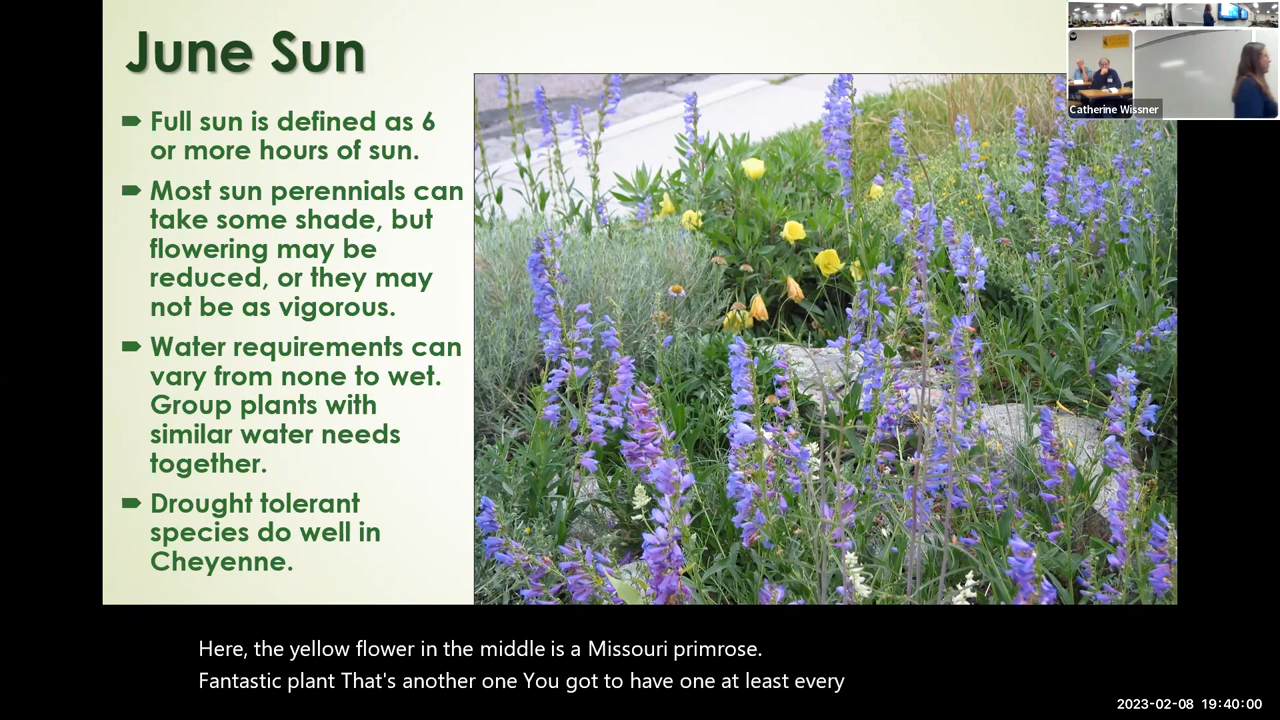 June Sun
Full sun is defined as 6
or more hours of sun.
Most sun perennials can
take some shade, but
flowering may be
reduced, or they may
not be as vigorous.
Water requirements can
vary from none to wet.
Group plants with
similar water needs
together.
Drought tolerant
species do well in
Cheyenne.
Catherine Wissner
Here, the yellow flower in the middle is a Missouri primrose.
Fantastic plant That's another one You got to have one at least every
2023-02-08 19:40:00